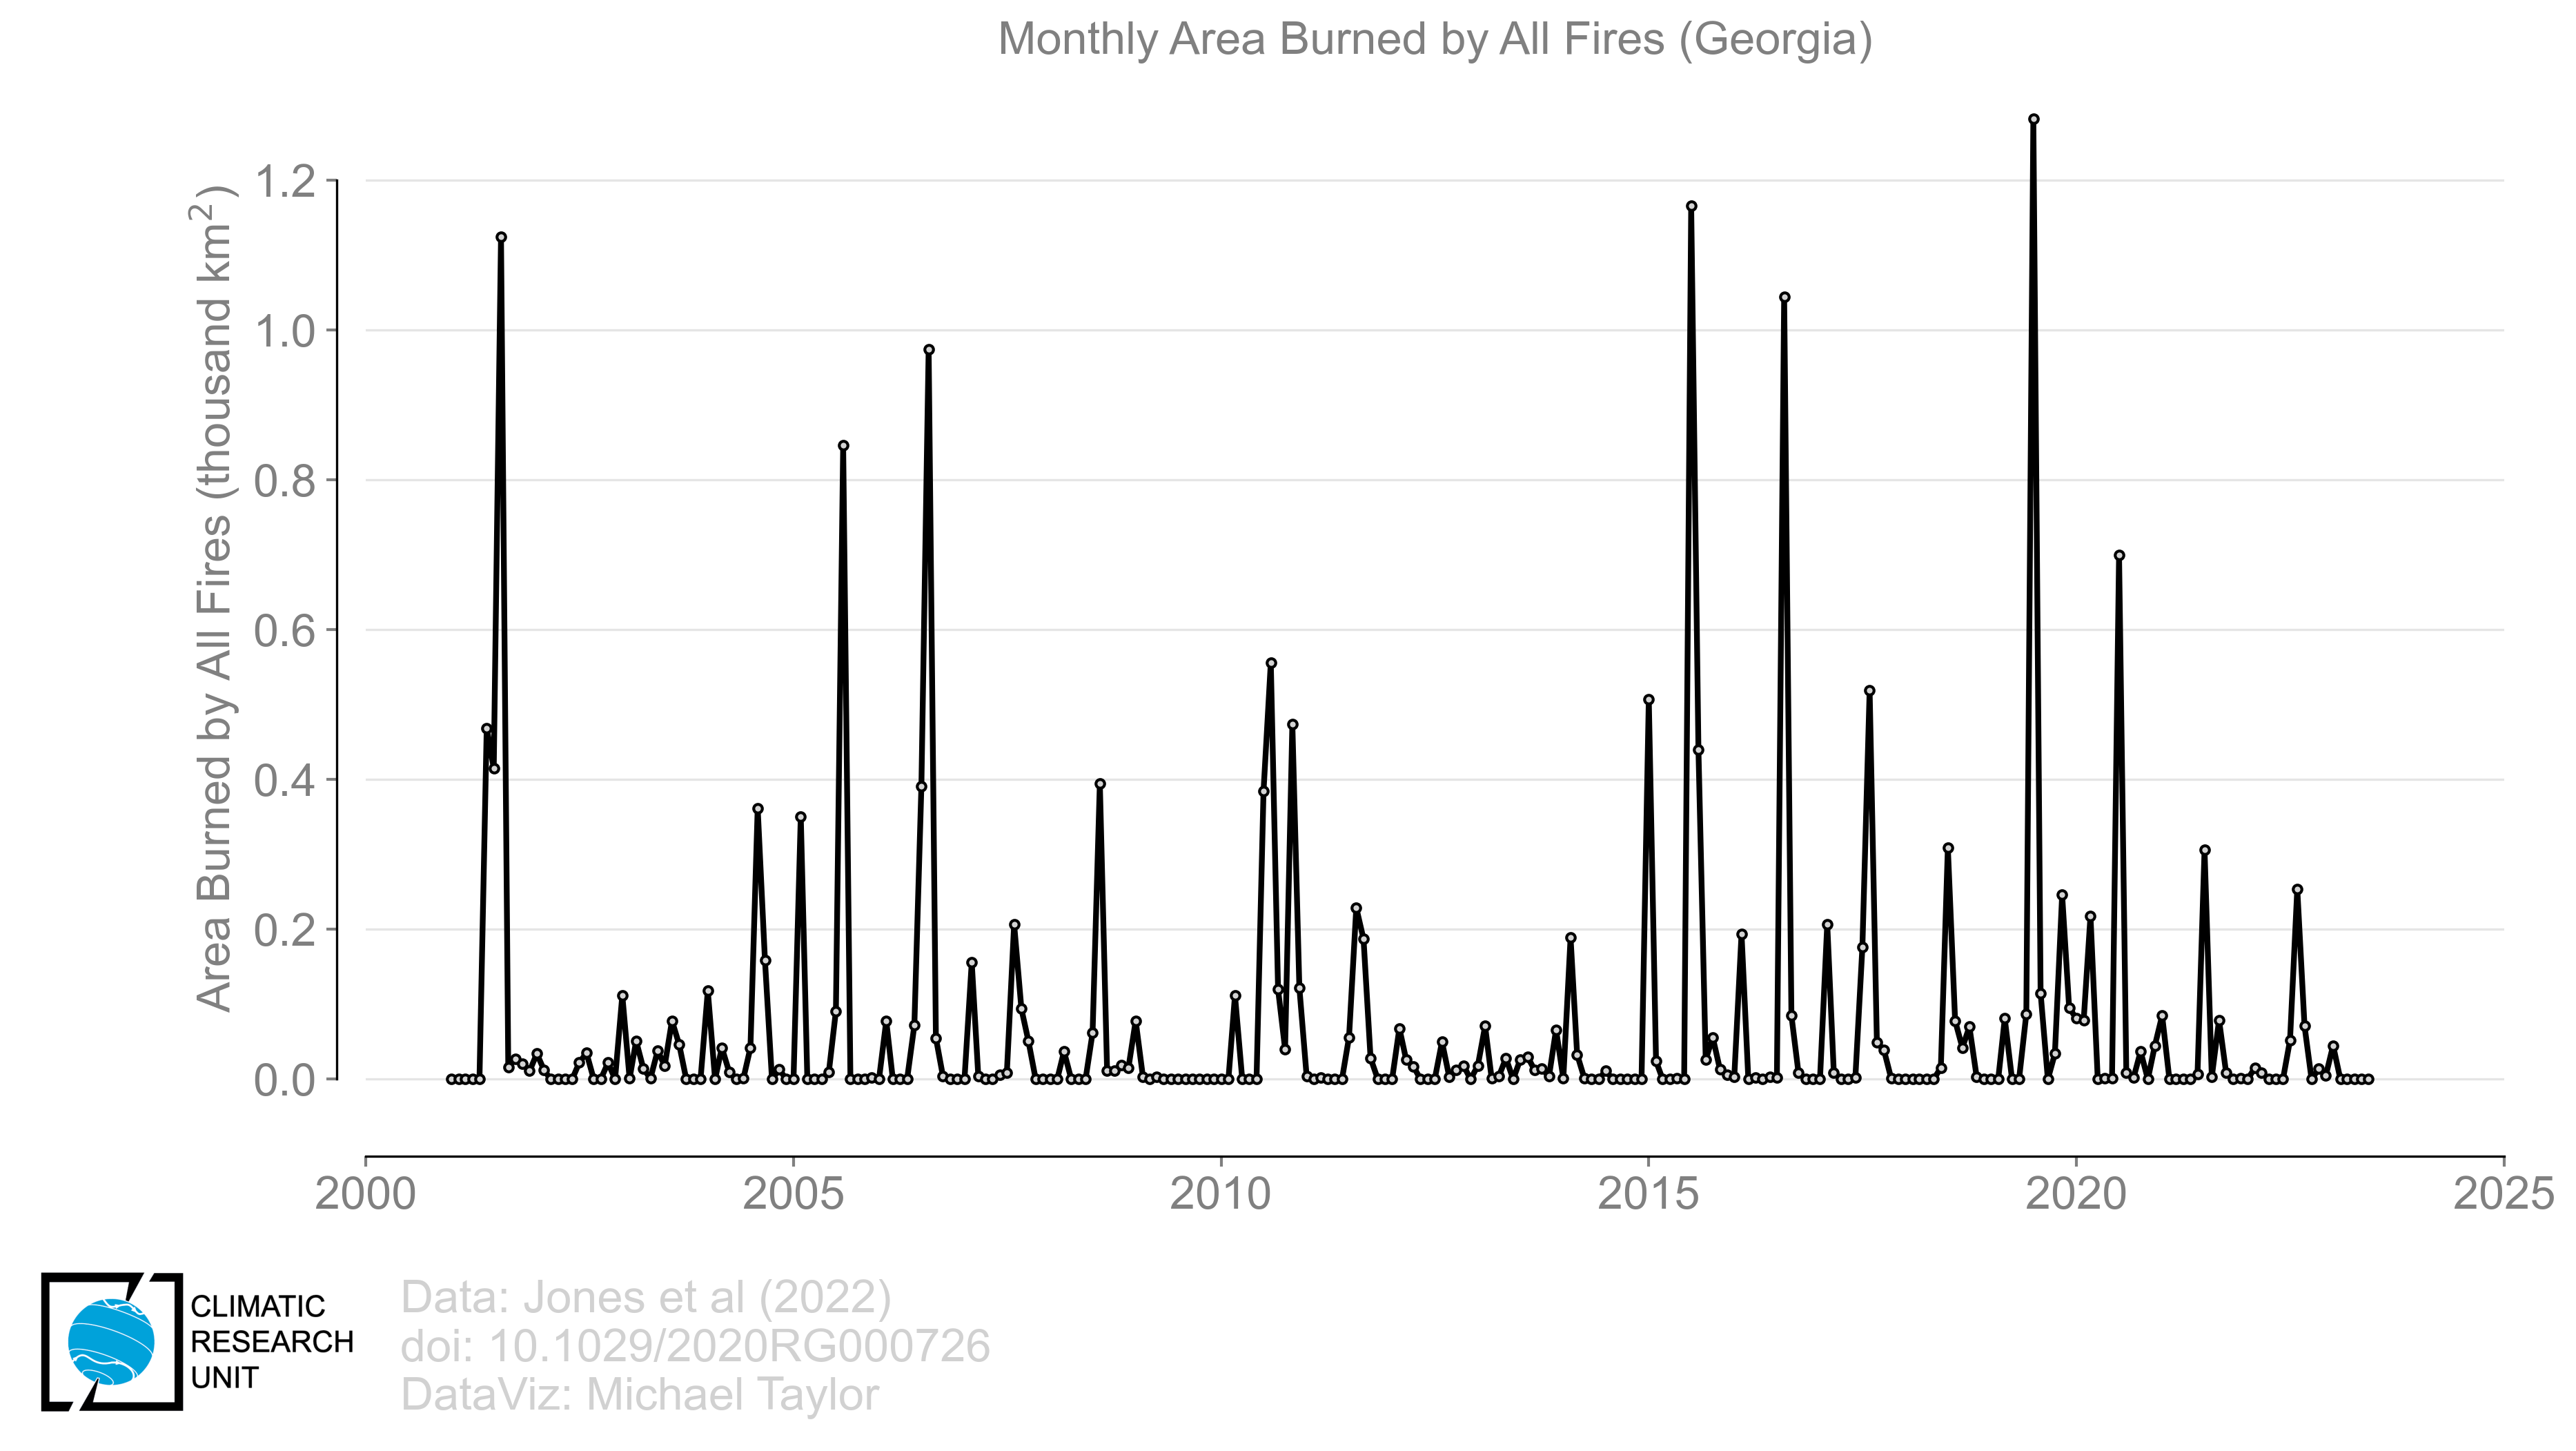 Monthly Area Burned by All Fires (Georgia)
Area Burned by All Fires (thousand km²)
1.2
1.0
0.8
0.6
0.4
0.2
0.0
2000 2005 2010 2015 2020 2025
CLIMATIC
RESEARCH
UNIT
Data: Jones et al (2022)
doi: 10.1029/2020RG000726
DataViz: Michael Taylor